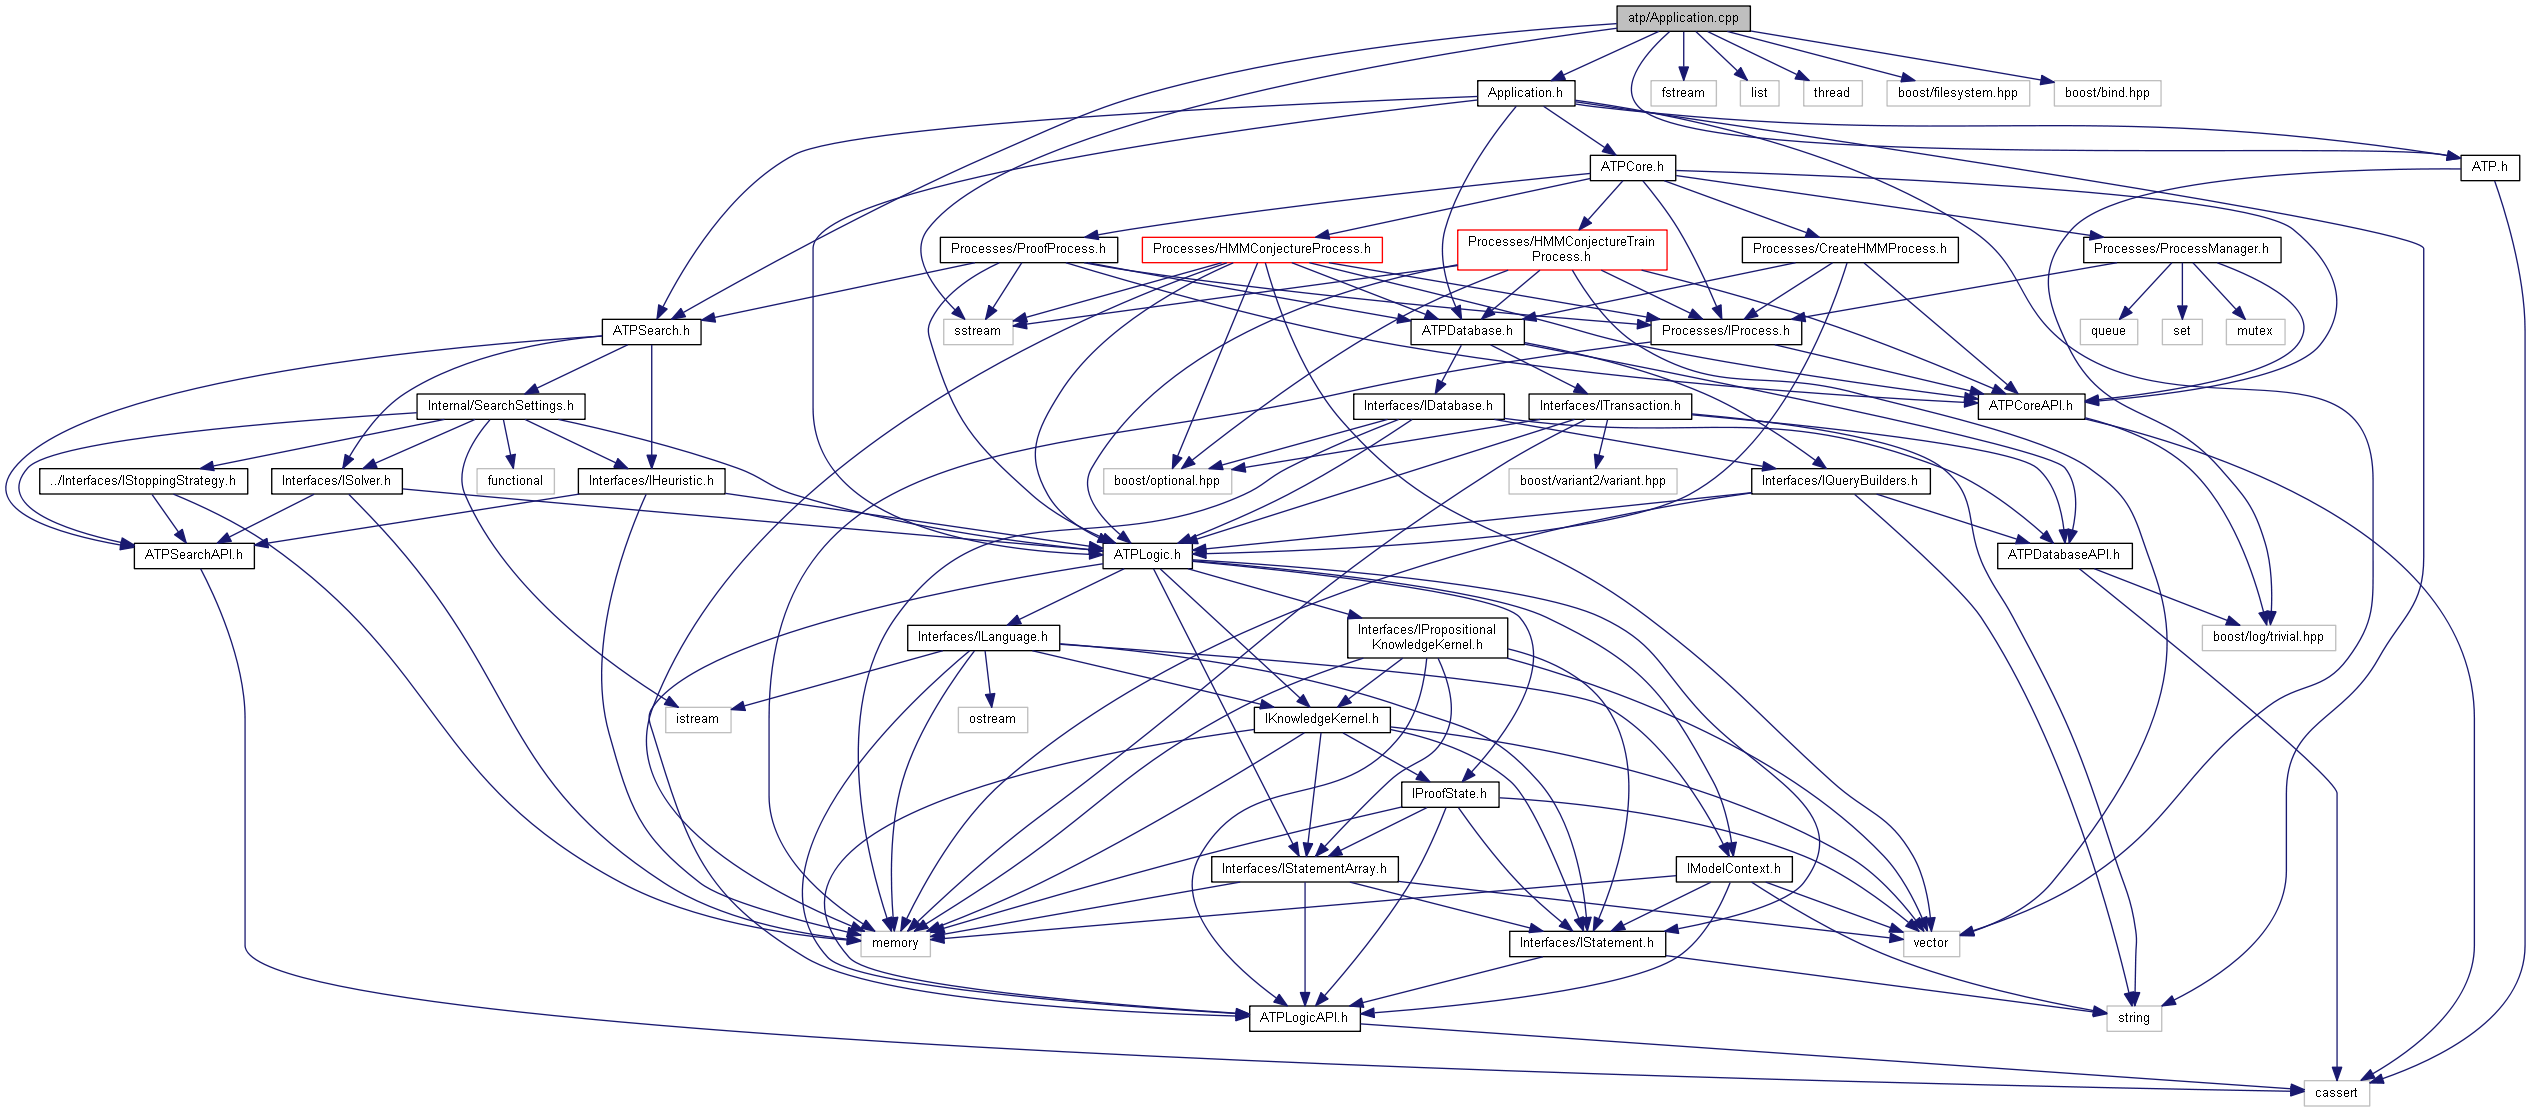 atp/Application.cpp
Application.h
fstream
list
thread
boost/filesystem.hpp
boost/bind.hpp
ATPCore.h
ATP.h
Processes/ProofProcess.h
Processes/HMMConjectureProcess.h
Processes/HMMConjectureTrain
Process.h
Processes/CreateHMMProcess.h
Processes/ProcessManager.h
ATPSearch.h
sstream
ATPDatabase.h
Processes/IProcess.h
queue
set
mutex
Internal/SearchSettings.h
Interfaces/IDatabase.h
Interfaces/ITransaction.h
ATPCoreAPI.h
../Interfaces/IStoppingStrategy.h
Interfaces/ISolver.h
functional
Interfaces/IHeuristic.h
boost/optional.hpp
boost/variant2/variant.hpp
Interfaces/IQueryBuilders.h
ATPSearchAPI.h
ATPLogic.h
ATPDatabaseAPI.h
Interfaces/ILanguage.h
Interfaces/IPropositional
KnowledgeKernel.h
boost/log/trivial.hpp
istream
ostream
IKnowledgeKernel.h
IProofState.h
Interfaces/IStatementArray.h
IModelContext.h
memory
Interfaces/IStatement.h
vector
ATPLogicAPI.h
string
cassert